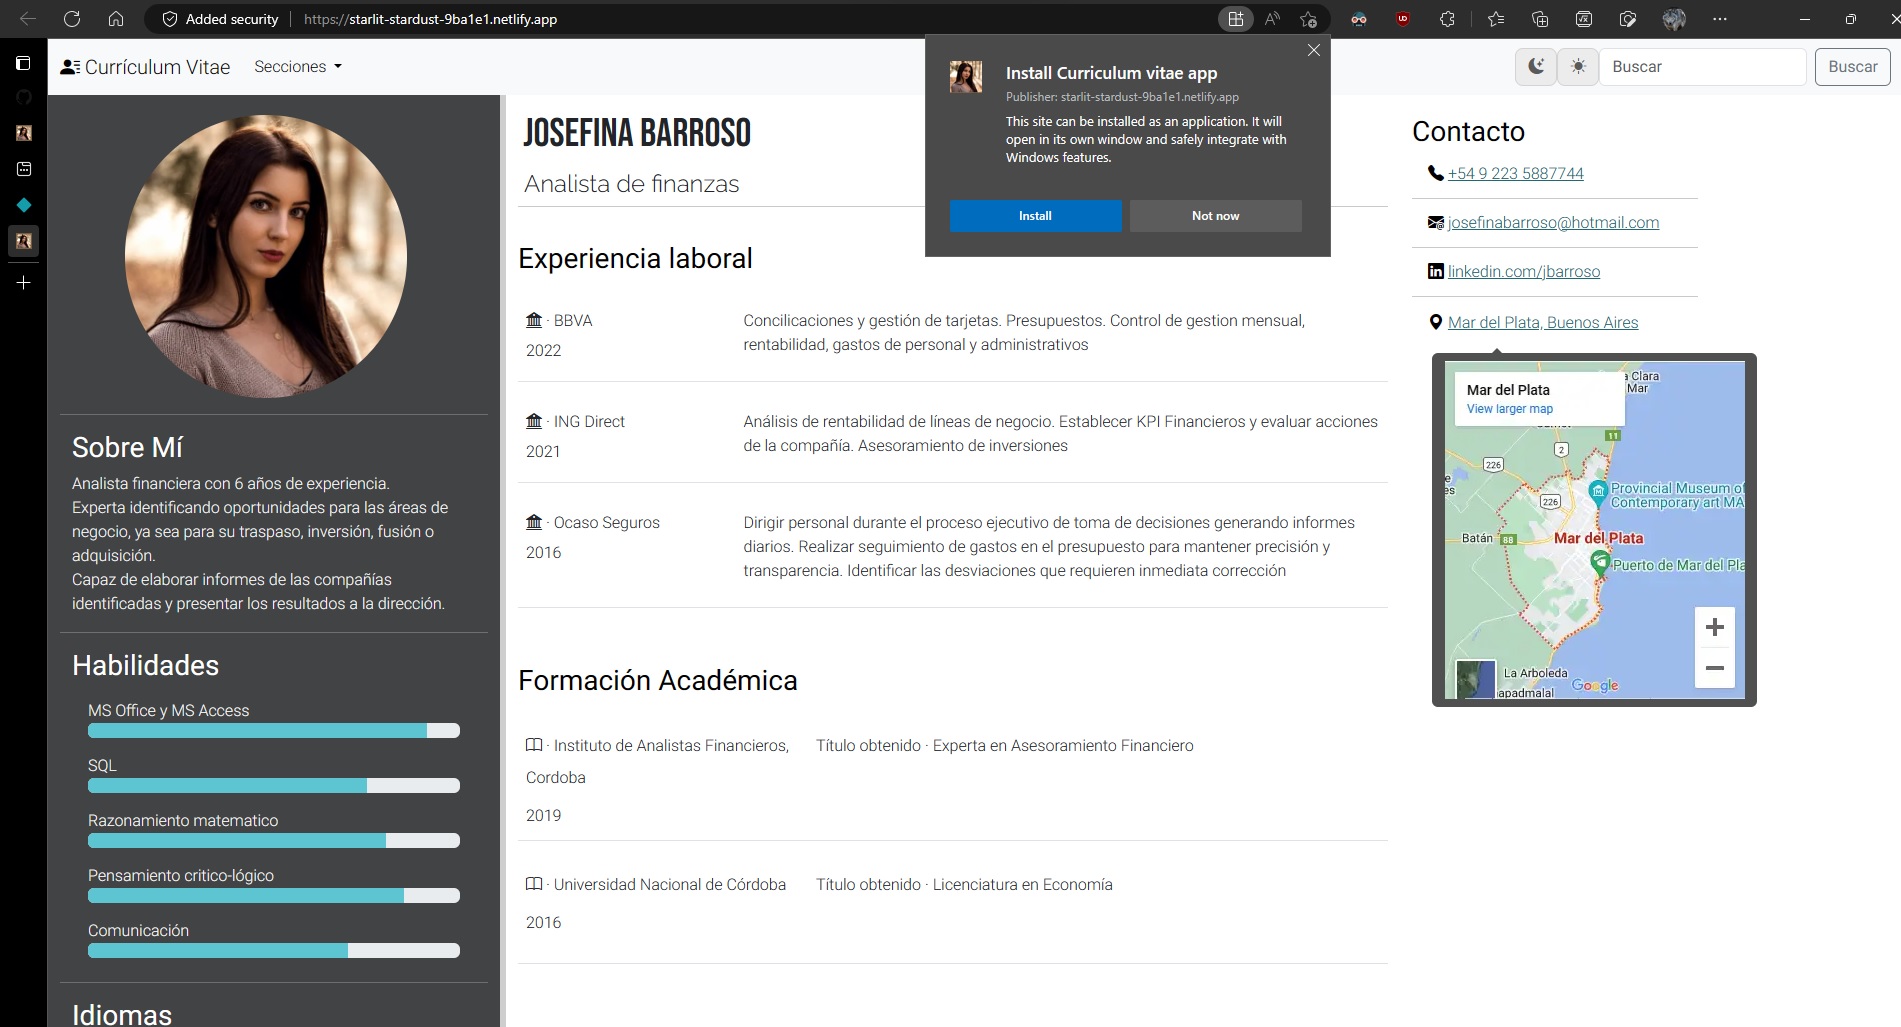 Added security
https://starlit-stardust-9ba1e1.netlify.app
Currículum Vitae
Secciones
Buscar
Buscar
Install Curriculum vitae app
Publisher: starlit-stardust-9ba1e1.netlify.app
This site can be installed as an application. It will
open in its own window and safely integrate with
Windows features.
Install
Not now
Sobre Mí
Analista financiera con 6 años de experiencia.
Experta identificando oportunidades para las áreas de
negocio, ya sea para su traspaso, inversión, fusión o
adquisición.
Capaz de elaborar informes de las compañías
identificadas y presentar los resultados a la dirección.
Habilidades
MS Office y MS Access
SQL
Razonamiento matematico
Pensamiento critico-lógico
Comunicación
Idiomas
JOSEFINA BARROSO
Analista de finanzas
Experiencia laboral
· BBVA
2022
Concilicaciones y gestión de tarjetas. Presupuestos. Control de gestion mensual,
rentabilidad, gastos de personal y administrativos
· ING Direct
2021
Análisis de rentabilidad de líneas de negocio. Establecer KPI Financieros y evaluar acciones
de la compañía. Asesoramiento de inversiones
· Ocaso Seguros
2016
Dirigir personal durante el proceso ejecutivo de toma de decisiones generando informes
diarios. Realizar seguimiento de gastos en el presupuesto para mantener precisión y
transparencia. Identificar las desviaciones que requieren inmediata corrección
Formación Académica
· Instituto de Analistas Financieros,
Cordoba
2019
Título obtenido · Experta en Asesoramiento Financiero
· Universidad Nacional de Córdoba
2016
Título obtenido · Licenciatura en Economía
Contacto
+54 9 223 5887744
josefinabarroso@hotmail.com
linkedin.com/jbarroso
Mar del Plata, Buenos Aires
Mar del Plata
View larger map
a Clara
Mar
11
2
226
226
Provincial Museum of
Contemporary art MA
Batán
88
Mar del Plata
Puerto de Mar del Pla
La Arboleda
apadmalal
Google